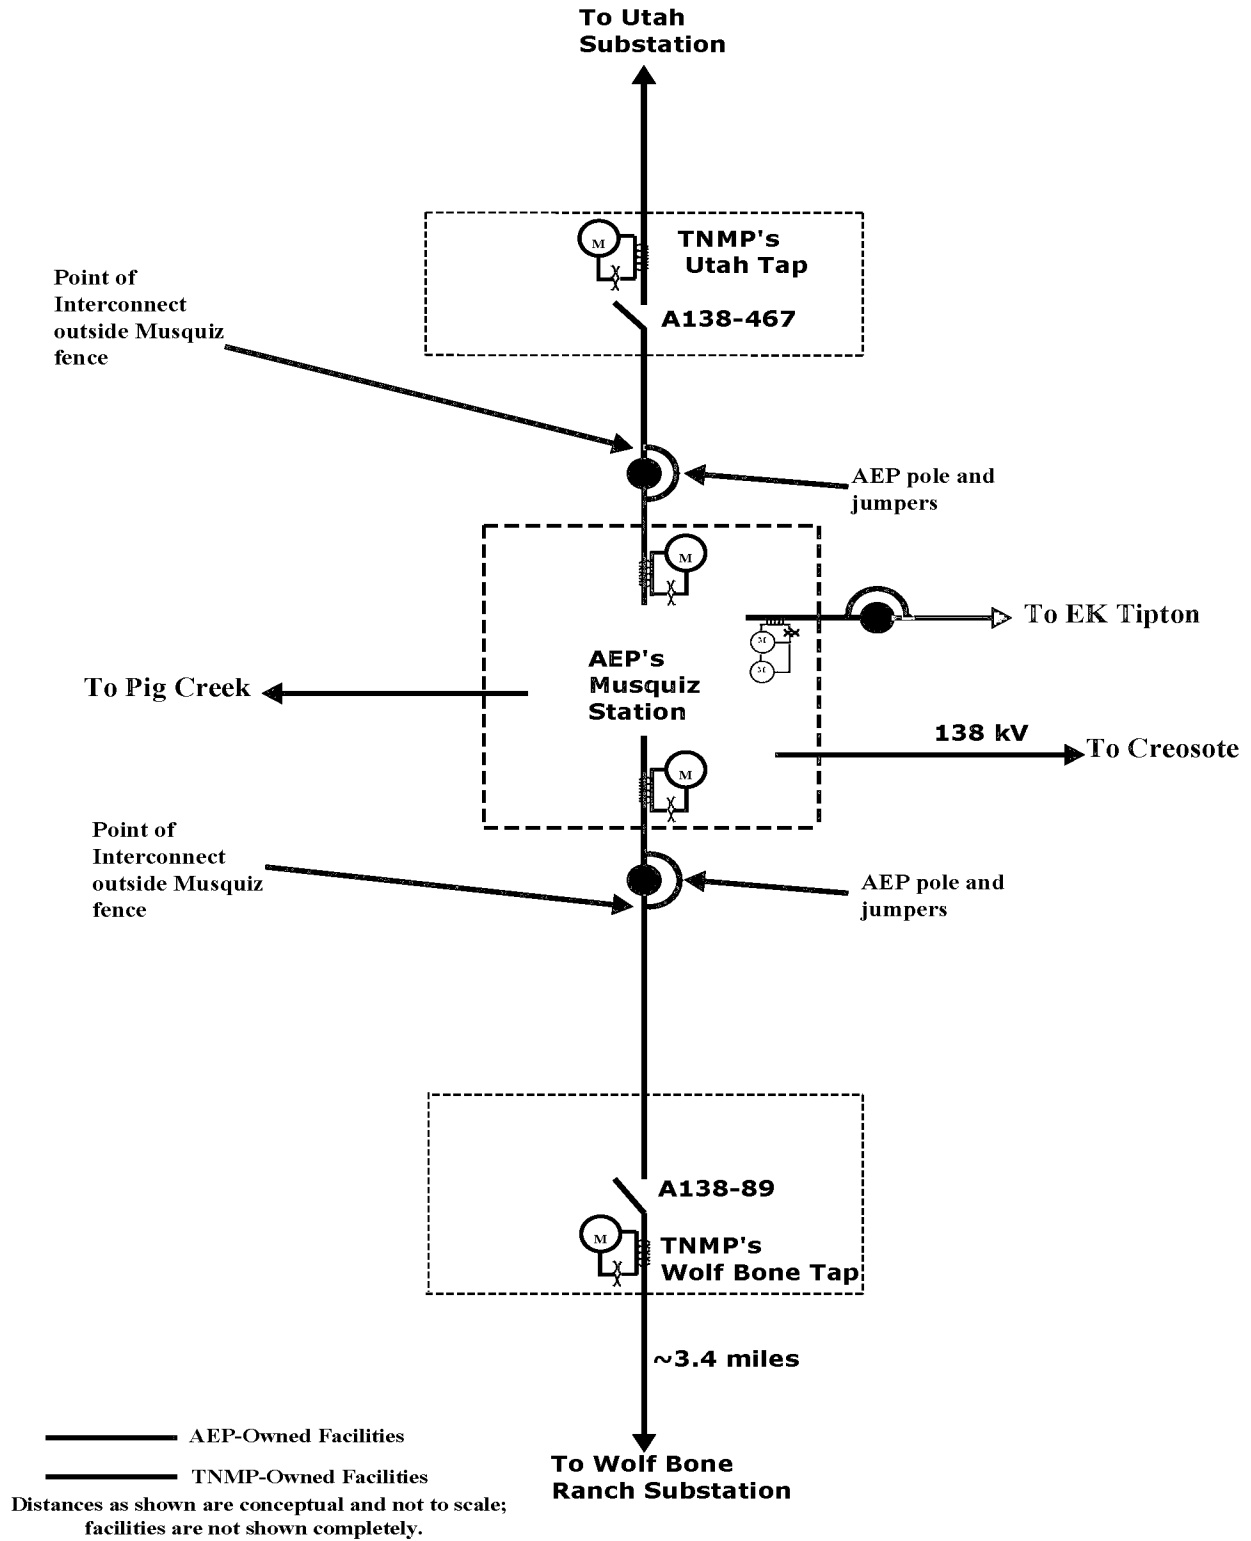 To Utah
Substation
TNMP's
Utah Tap
M
A138-467
Point of
Interconnect
outside Musquiz
fence
AEP pole and
jumpers
M
To EK Tipton
M
M
AEP's
Musquiz
Station
To Pig Creek
138 kV
To Creosote
M
Point of
Interconnect
outside Musquiz
fence
AEP pole and
jumpers
A138-89
M
TNMP's
Wolf Bone Tap
~3.4 miles
To Wolf Bone
Ranch Substation
AEP-Owned Facilities
TNMP-Owned Facilities
Distances as shown are conceptual and not to scale;
facilities are not shown completely.